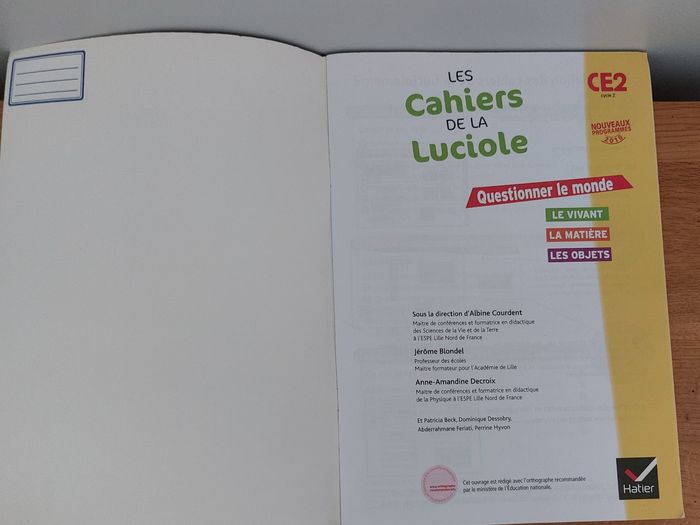 LES
Cahiers
DE LA
Luciole
CE2
cycle 2
NOUVEAUX
PROGRAMMES
2016
Questionner le monde
LE VIVANT
LA MATIÈRE
LES OBJETS
Sous la direction d'Albine Courdent
Maitre de conférences et formatrice en didactique
des Sciences de la Vie et de la Terre
à l'ESPE Lille Nord de France
Jérôme Blondel
Professeur des écoles
Maitre formateur pour l'Académie de Lille
Anne-Amandine Decroix
Maitre de conférences et formatrice en didactique
de la Physique à l'ESPE Lille Nord de France
Et Patricia Beck, Dominique Dessobry,
Abderrahmane Feriati, Perrine Hyvon
Cet ouvrage est rédigé avec l'orthographe recommandée
par le ministère de l'Éducation nationale.
Hatier